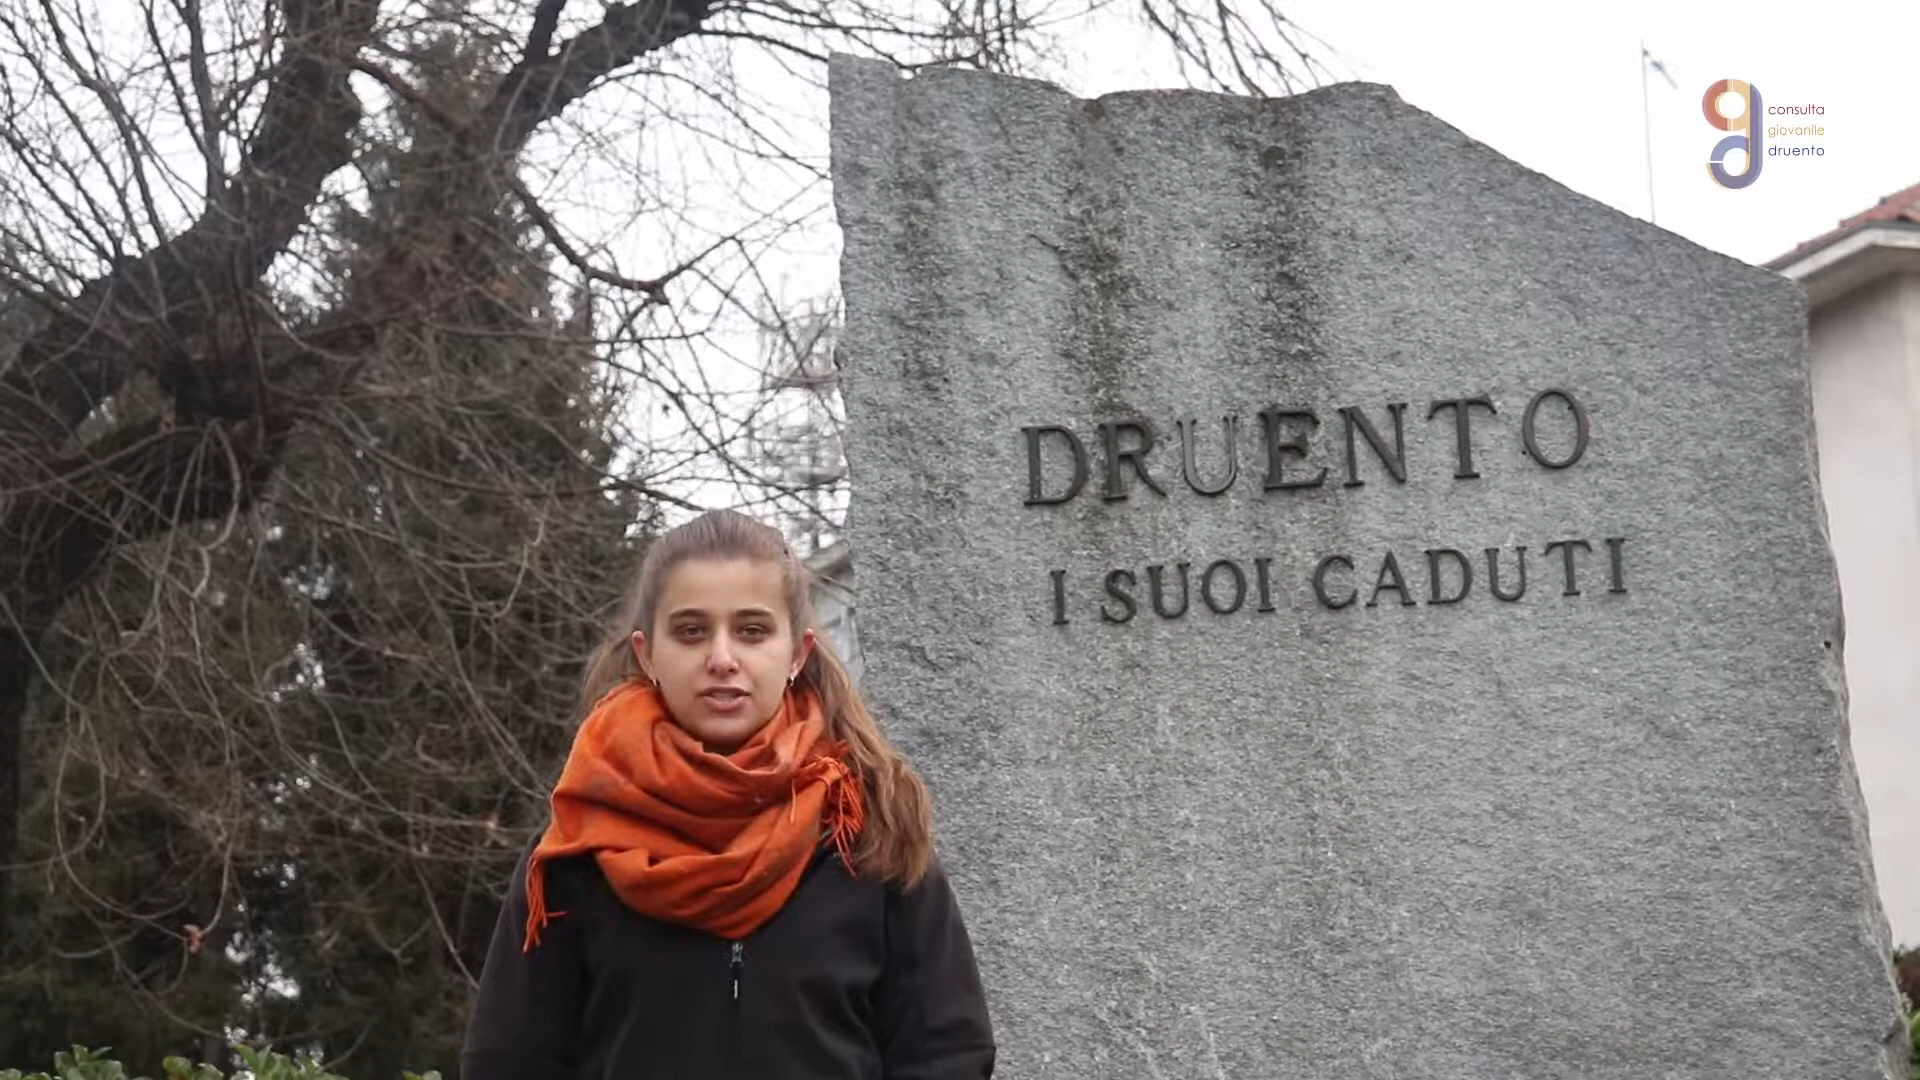 consulta
giovanile
druento
DRUENTO
I SUOI CADUTI